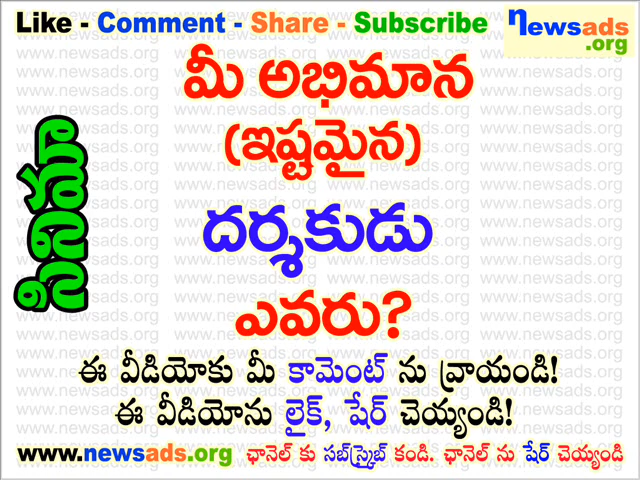 Like - Comment - Share - Subscribe
newsads
.org
సినిమా
మీ అభిమాన
(ఇష్టమైన)
దర్శకుడు
ఎవరు?
ఈ వీడియోకు మీ కామెంట్ ను వ్రాయండి!
ఈ వీడియోను లైక్, షేర్ చెయ్యండి!
www.newsads.org ఛానెల్ కు సబ్‌స్క్రైబ్ కండి. ఛానెల్ ను షేర్ చెయ్యండి